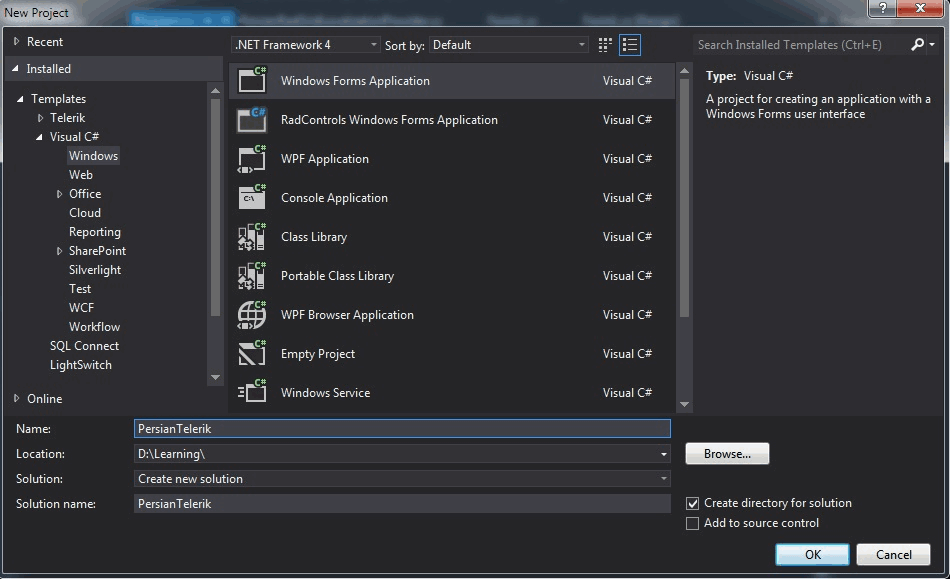 New Project
Recent
Installed
Templates
Telerik
Visual C#
Windows
Web
Office
Cloud
Reporting
SharePoint
Silverlight
Test
WCF
Workflow
SQL Connect
LightSwitch
Online
.NET Framework 4 Sort by: Default
Windows Forms Application Visual C#
RadControls Windows Forms Application Visual C#
WPF Application Visual C#
Console Application Visual C#
Class Library Visual C#
Portable Class Library Visual C#
WPF Browser Application Visual C#
Empty Project Visual C#
Windows Service Visual C#
Search Installed Templates (Ctrl+E)
Type: Visual C#
A project for creating an application with a
Windows Forms user interface
Name: PersianTelerik
Location: D:\Learning\ Browse...
Solution: Create new solution
Solution name: PersianTelerik
Create directory for solution
Add to source control
OK Cancel